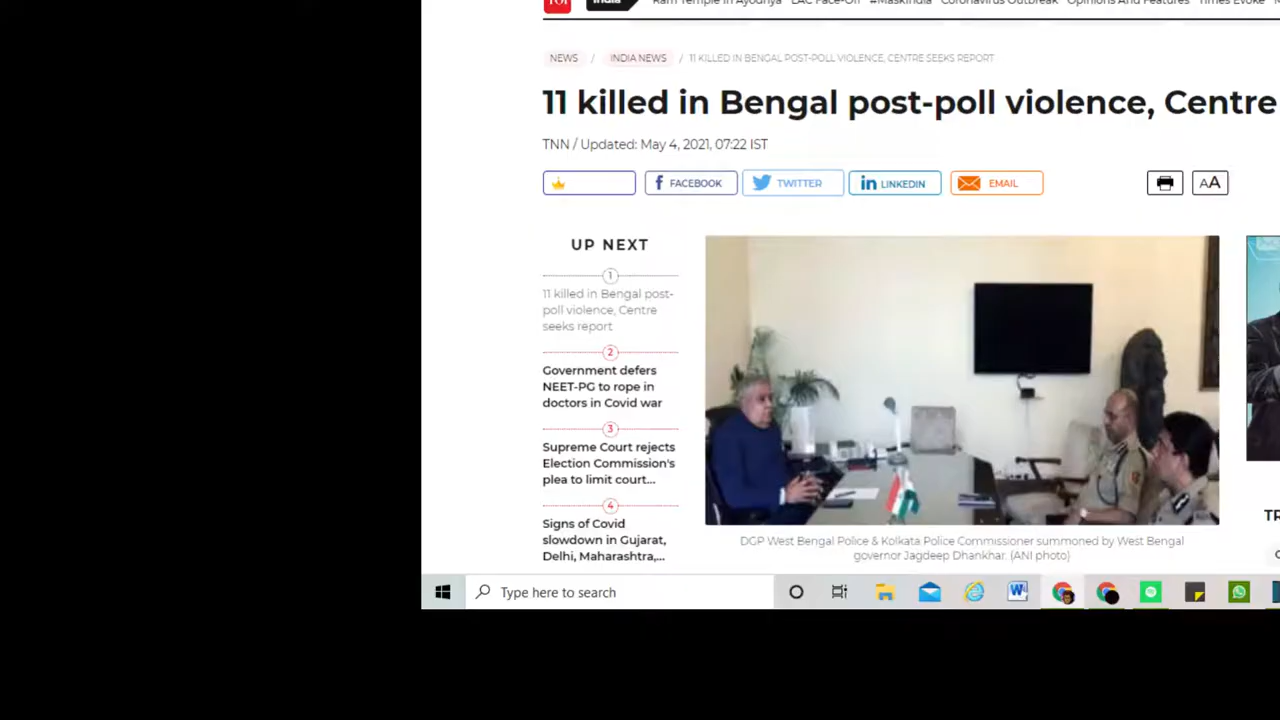 TOI India Ram Temple in Ayodhya LAC Face-Off #MaskIndia Coronavirus Outbreak Opinions And Features Times Evoke
NEWS / INDIA NEWS / 11 KILLED IN BENGAL POST-POLL VIOLENCE, CENTRE SEEKS REPORT
11 killed in Bengal post-poll violence, Centre
TNN / Updated: May 4, 2021, 07:22 IST
FACEBOOK TWITTER LINKEDIN EMAIL AA
UP NEXT
1
11 killed in Bengal post-
poll violence, Centre
seeks report
2
Government defers
NEET-PG to rope in
doctors in Covid war
3
Supreme Court rejects
Election Commission's
plea to limit court...
4
Signs of Covid
slowdown in Gujarat,
Delhi, Maharashtra,...
DGP West Bengal Police & Kolkata Police Commissioner summoned by West Bengal
governor Jagdeep Dhankhar. (ANI photo)
TR
Type here to search